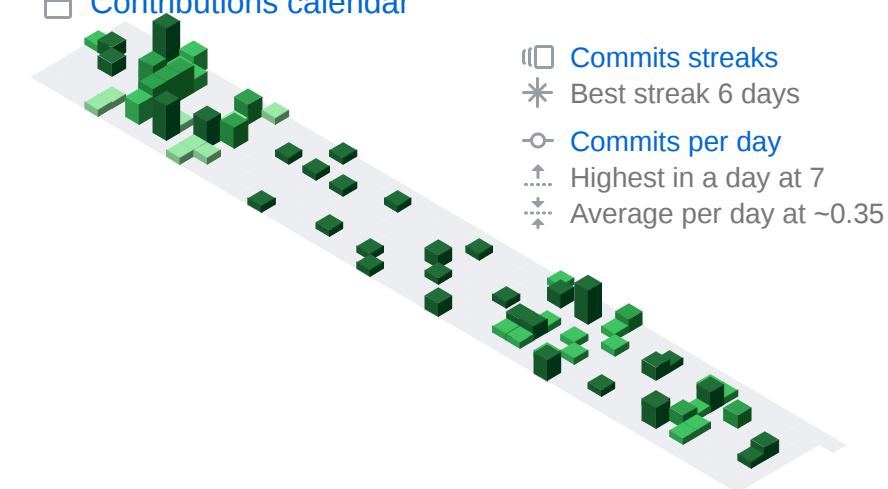 Contributions calendar
Commits streaks
Best streak 6 days
Commits per day
Highest in a day at 7
Average per day at ~0.35